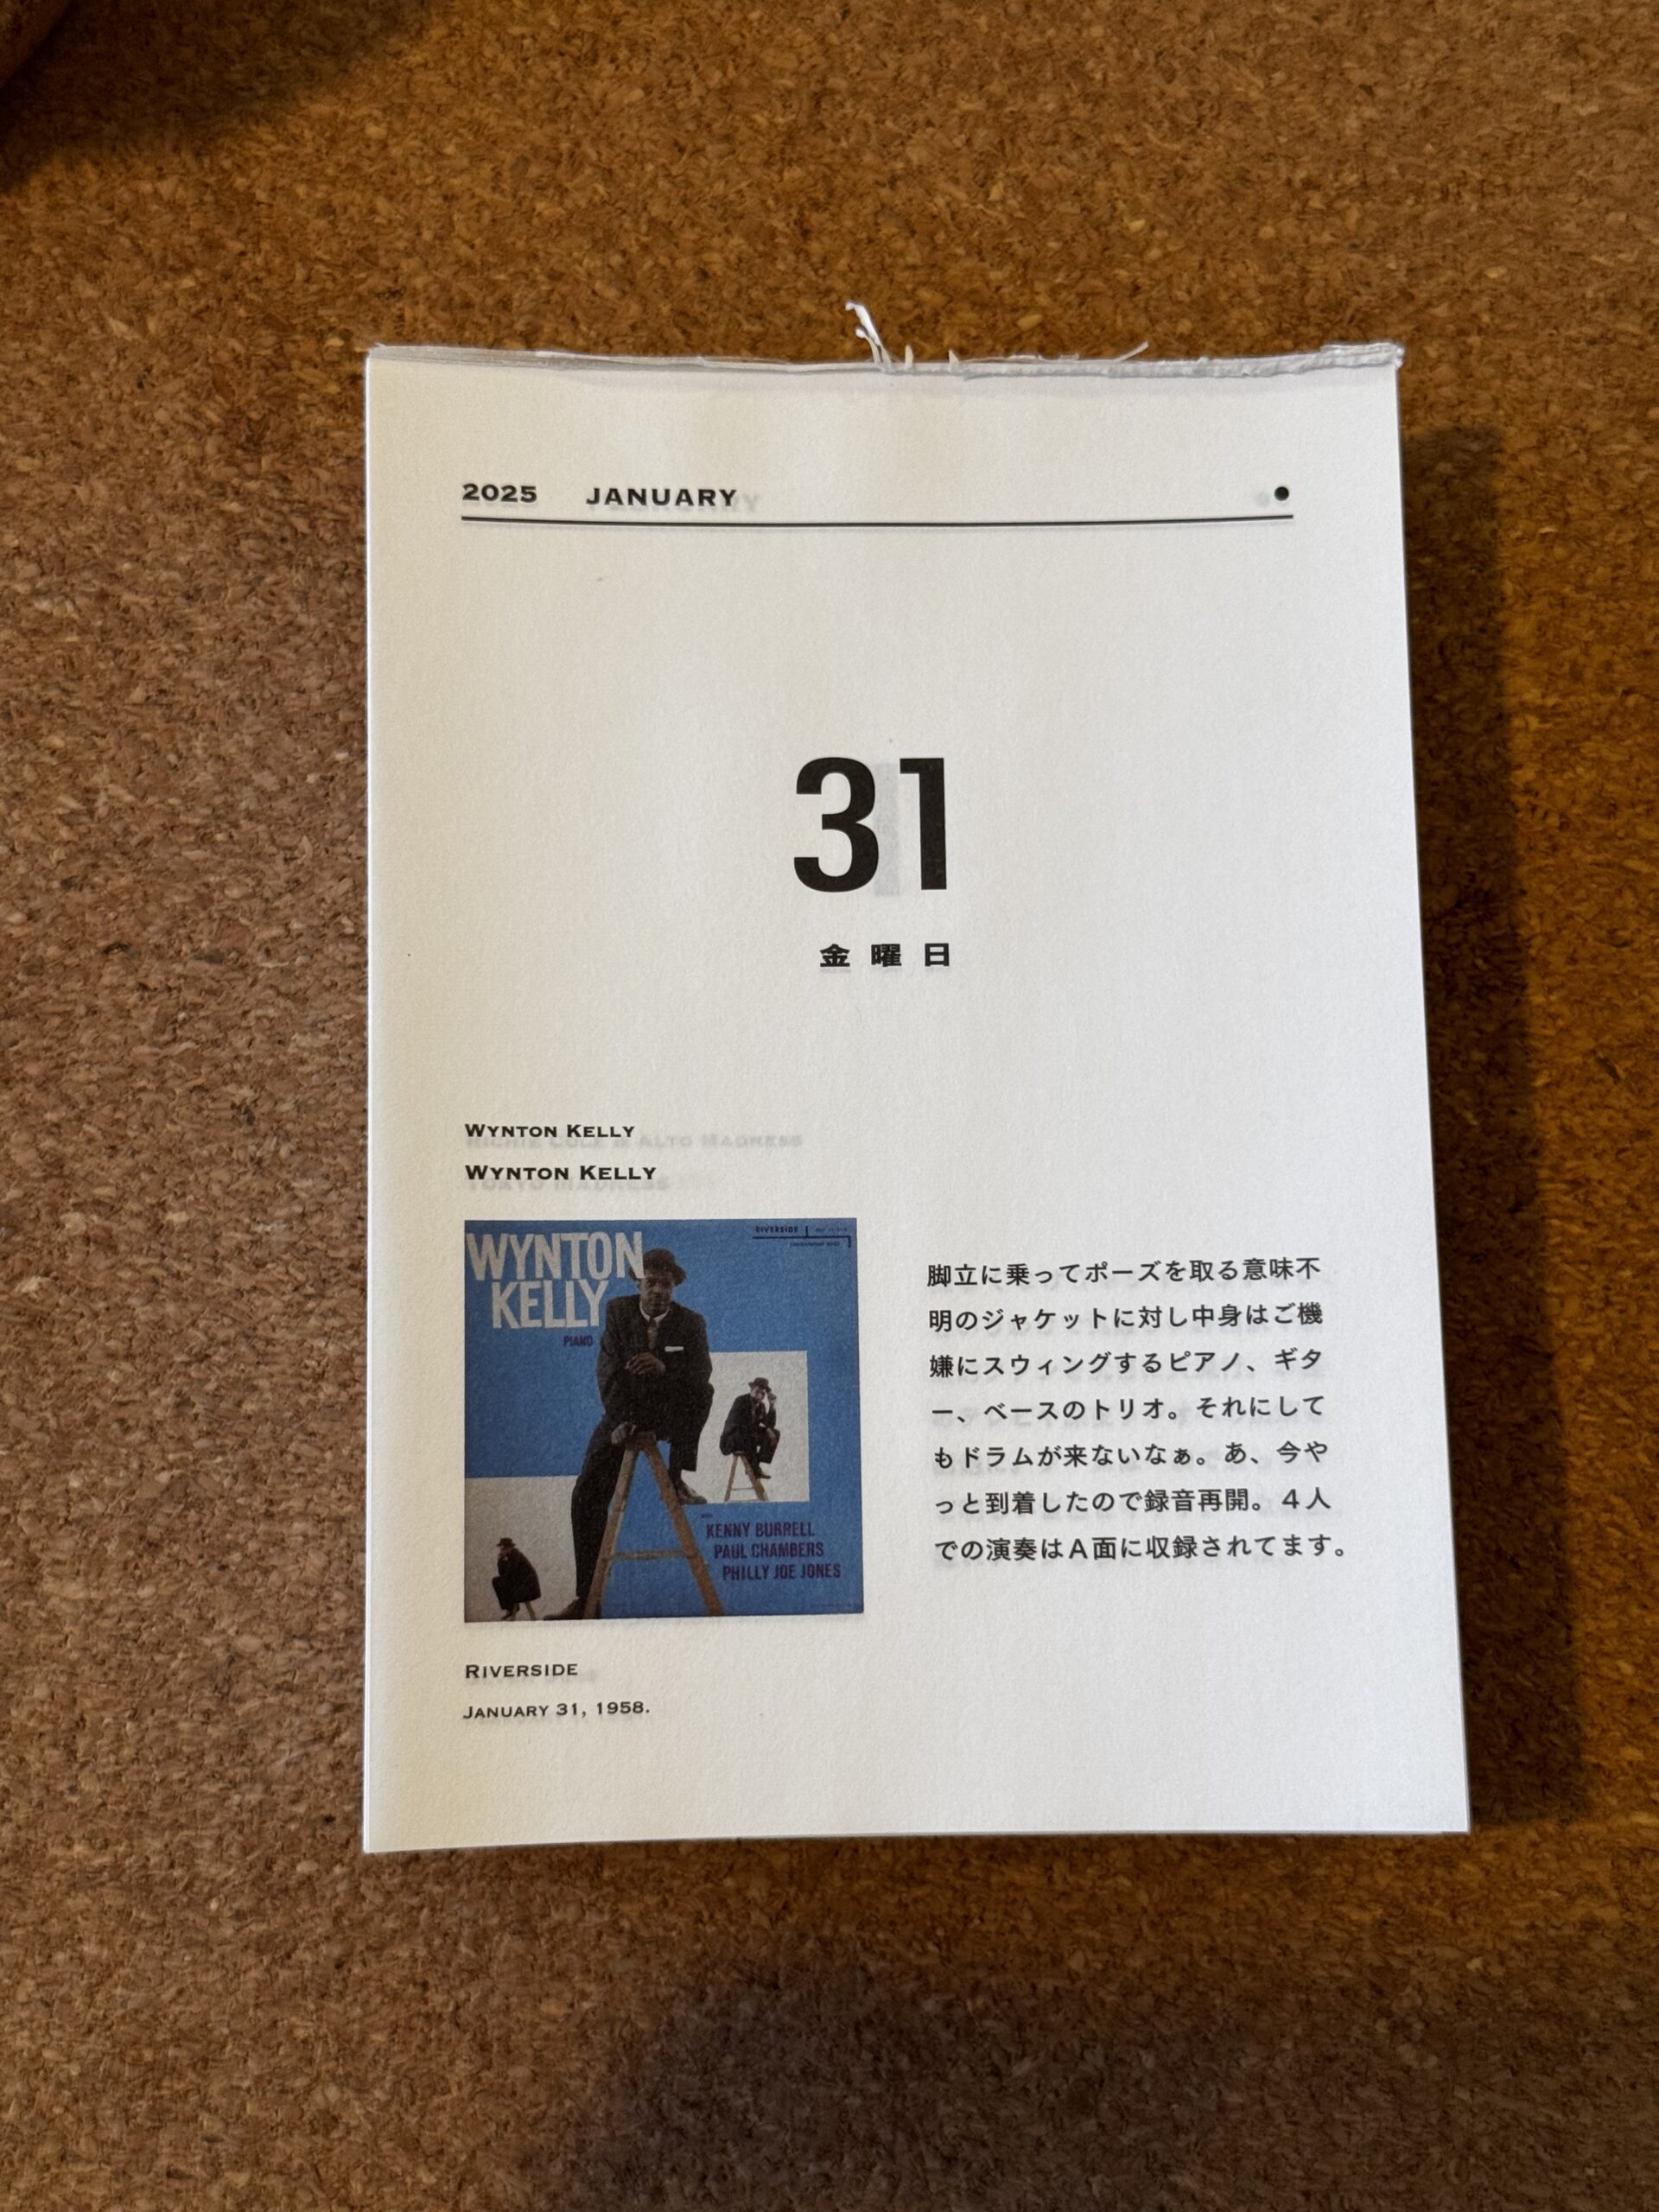 2025 JANUARY
31
金曜日
WYNTON KELLY
WYNTON KELLY
WYNTON
KELLY
PIANO
RIVERSIDE
KENNY BURRELL
PAUL CHAMBERS
PHILLY JOE JONES
脚立に乗ってポーズを取る意味不
明のジャケットに対し中身はご機
嫌にスウィングするピアノ、ギタ
ー、ベースのトリオ。それにして
もドラムが来ないなぁ。あ、今や
っと到着したので録音再開。4人
での演奏はA面に収録されてます。
RIVERSIDE
JANUARY 31, 1958.